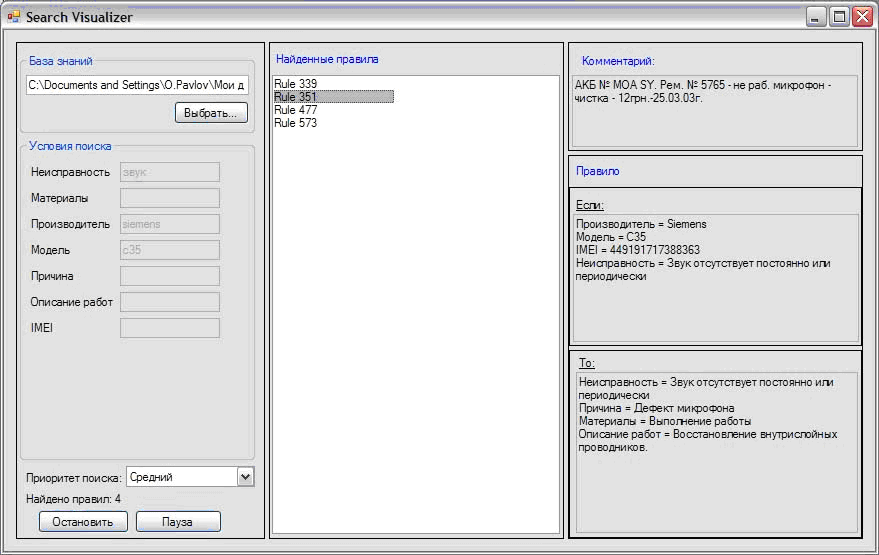 Search Visualizer
База знаний
C:\Documents and Settings\O.Pavlov\Мои д
Выбрать...
Условия поиска
Неисправность звук
Материалы
Производитель siemens
Модель c35
Причина
Описание работ
IMEI
Приоритет поиска: Средний
Найдено правил: 4
Остановить Пауза
Найденные правила
Rule 339
Rule 351
Rule 477
Rule 573
Комментарий:
АКБ № MOA SY. Рем. № 5765 - не раб. микрофон -
чистка - 12грн.-25.03.03г.
Правило
Если:
Производитель = Siemens
Модель = C35
IMEI = 449191717388363
Неисправность = Звук отсутствует постоянно или
периодически
То:
Неисправность = Звук отсутствует постоянно или
периодически
Причина = Дефект микрофона
Материалы = Выполнение работы
Описание работ = Восстановление внутрислойных
проводников.